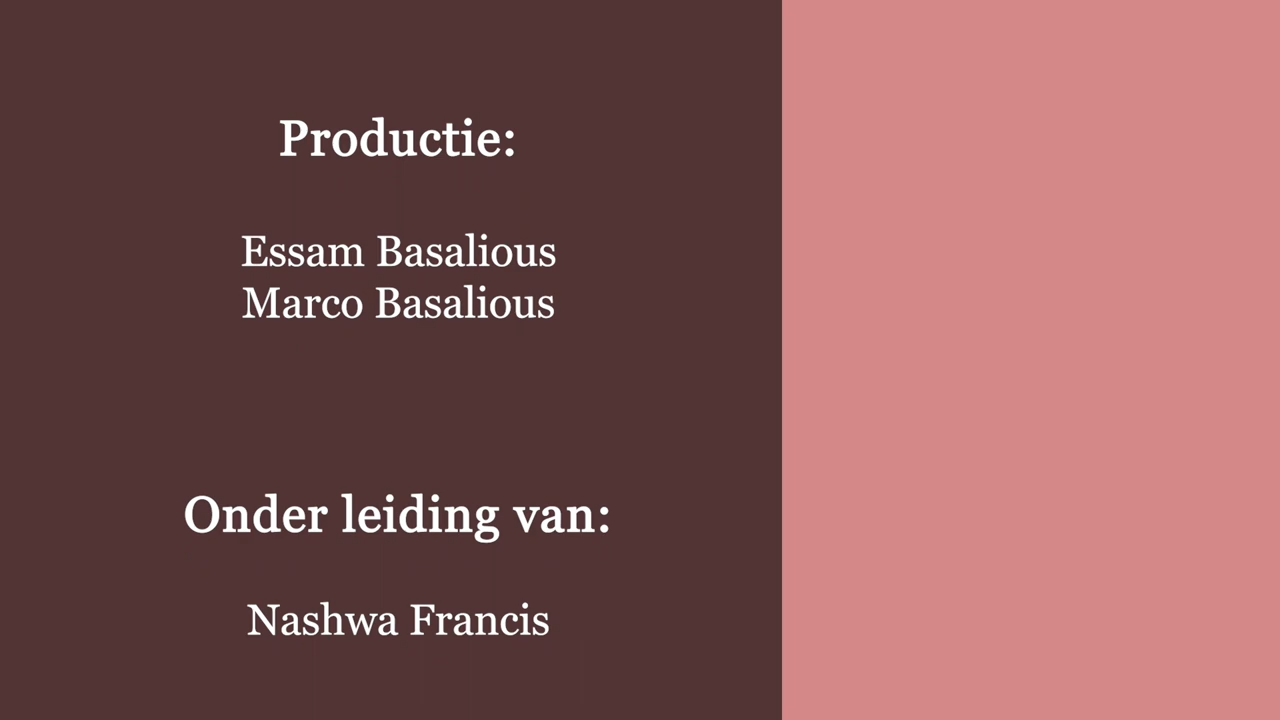 Productie:
Essam Basalious
Marco Basalious
Onder leiding van:
Nashwa Francis